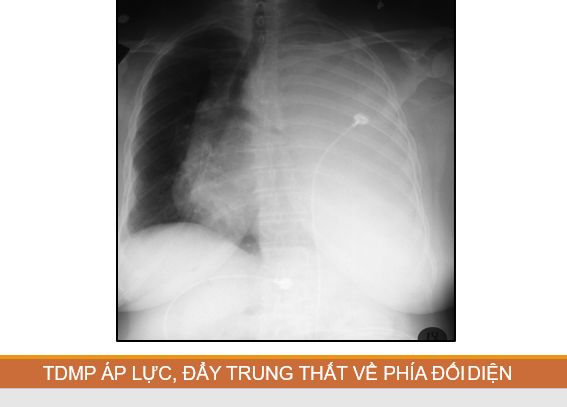 TDMP ÁP LỰC, ĐẨY TRUNG THẤT VỀ PHÍA ĐỐI DIỆN